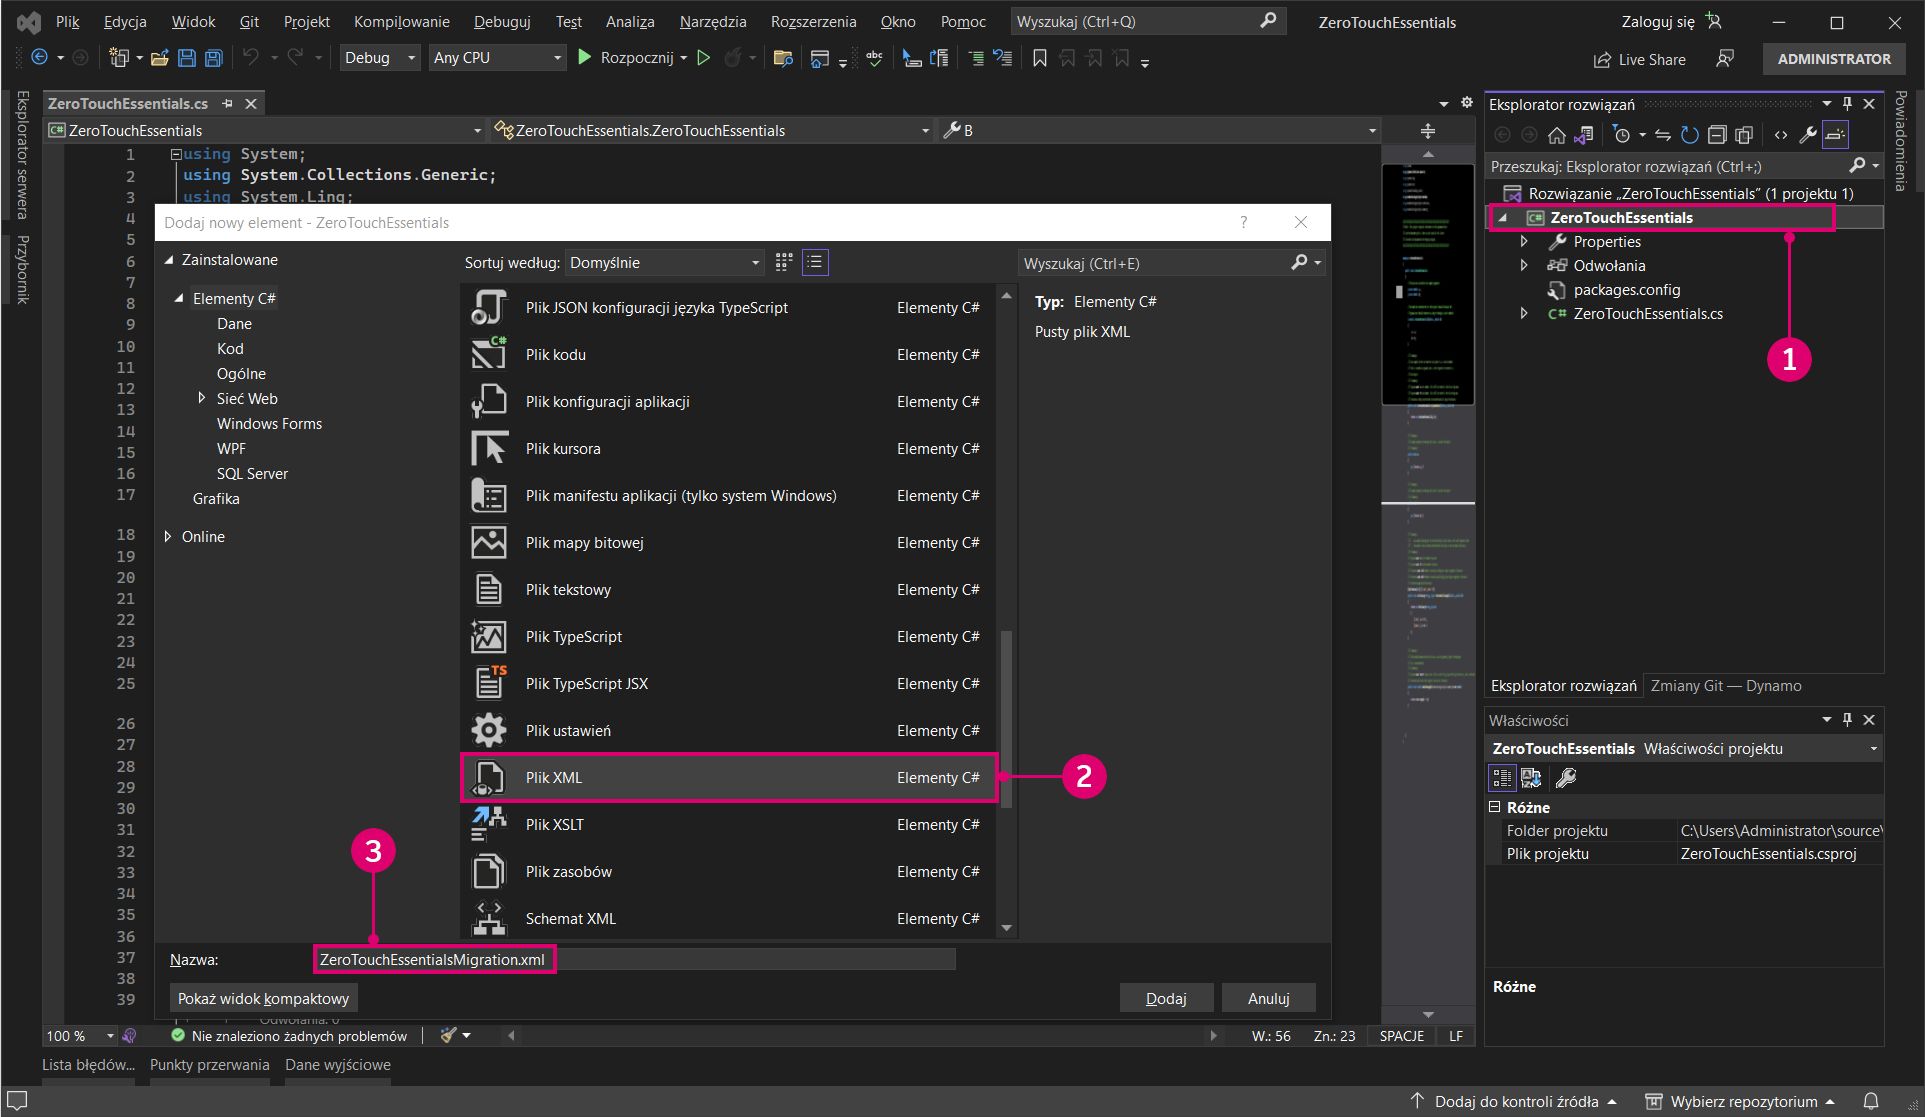 Plik Edycja Widok Git Projekt Kompilowanie Debuguj Test Analiza Narzędzia Rozszerzenia Okno Pomoc Wyszukaj (Ctrl+Q) ZeroTouchEssentials Zaloguj się
Debug Any CPU Rozpocznij Live Share ADMINISTRATOR
Eksplorator serwera
Przybornik
ZeroTouchEssentials.cs
ZeroTouchEssentials ZeroTouchEssentials.ZeroTouchEssentials B
1 using System;
2 using System.Collections.Generic;
3 using System.Linq;
4
5
6
7
8
9
10
11
12
13
14
15
16
17
18
19
20
21
22
23
24
25
26
27
28
29
30
31
32
33
34
35
36
37
38
39
Dodaj nowy element - ZeroTouchEssentials ?
Zainstalowane
Elementy C#
Dane
Kod
Ogólne
Sieć Web
Windows Forms
WPF
SQL Server
Grafika
Online
Sortuj według: Domyślnie
Wyszukaj (Ctrl+E)
Plik JSON konfiguracji języka TypeScript Elementy C#
Plik kodu Elementy C#
Plik konfiguracji aplikacji Elementy C#
Plik kursora Elementy C#
Plik manifestu aplikacji (tylko system Windows) Elementy C#
Plik mapy bitowej Elementy C#
Plik tekstowy Elementy C#
Plik TypeScript Elementy C#
Plik TypeScript JSX Elementy C#
Plik ustawień Elementy C#
Plik XML Elementy C#
Plik XSLT Elementy C#
Plik zasobów Elementy C#
Schemat XML Elementy C#
Typ: Elementy C#
Pusty plik XML
2
3
Nazwa: ZeroTouchEssentialsMigration.xml
Pokaż widok kompaktowy Dodaj Anuluj
Odwołania: 0
100 % Nie znaleziono żadnych problemów W.: 56 Zn.: 23 SPACJE LF
Lista błędów... Punkty przerwania Dane wyjściowe
Eksplorator rozwiązań
Przeszukaj: Eksplorator rozwiązań (Ctrl+;)
Rozwiązanie „ZeroTouchEssentials” (1 projektu 1)
C# ZeroTouchEssentials
Properties
Odwołania
packages.config
C# ZeroTouchEssentials.cs
1
Eksplorator rozwiązań Zmiany Git — Dynamo
Właściwości
ZeroTouchEssentials Właściwości projektu
Różne
Folder projektu C:\Users\Administrator\source\
Plik projektu ZeroTouchEssentials.csproj
Różne
Powiadomienia
Dodaj do kontroli źródła Wybierz repozytorium